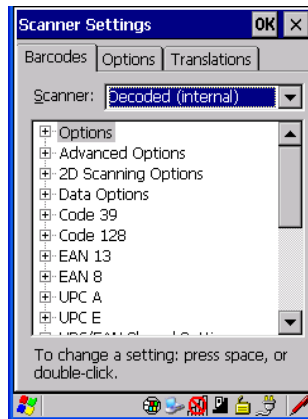 Scanner Settings OK ×
Barcodes Options Translations
Scanner: Decoded (internal)
Options
Advanced Options
2D Scanning Options
Data Options
Code 39
Code 128
EAN 13
EAN 8
UPC A
UPC E
To change a setting: press space, or
double-click.